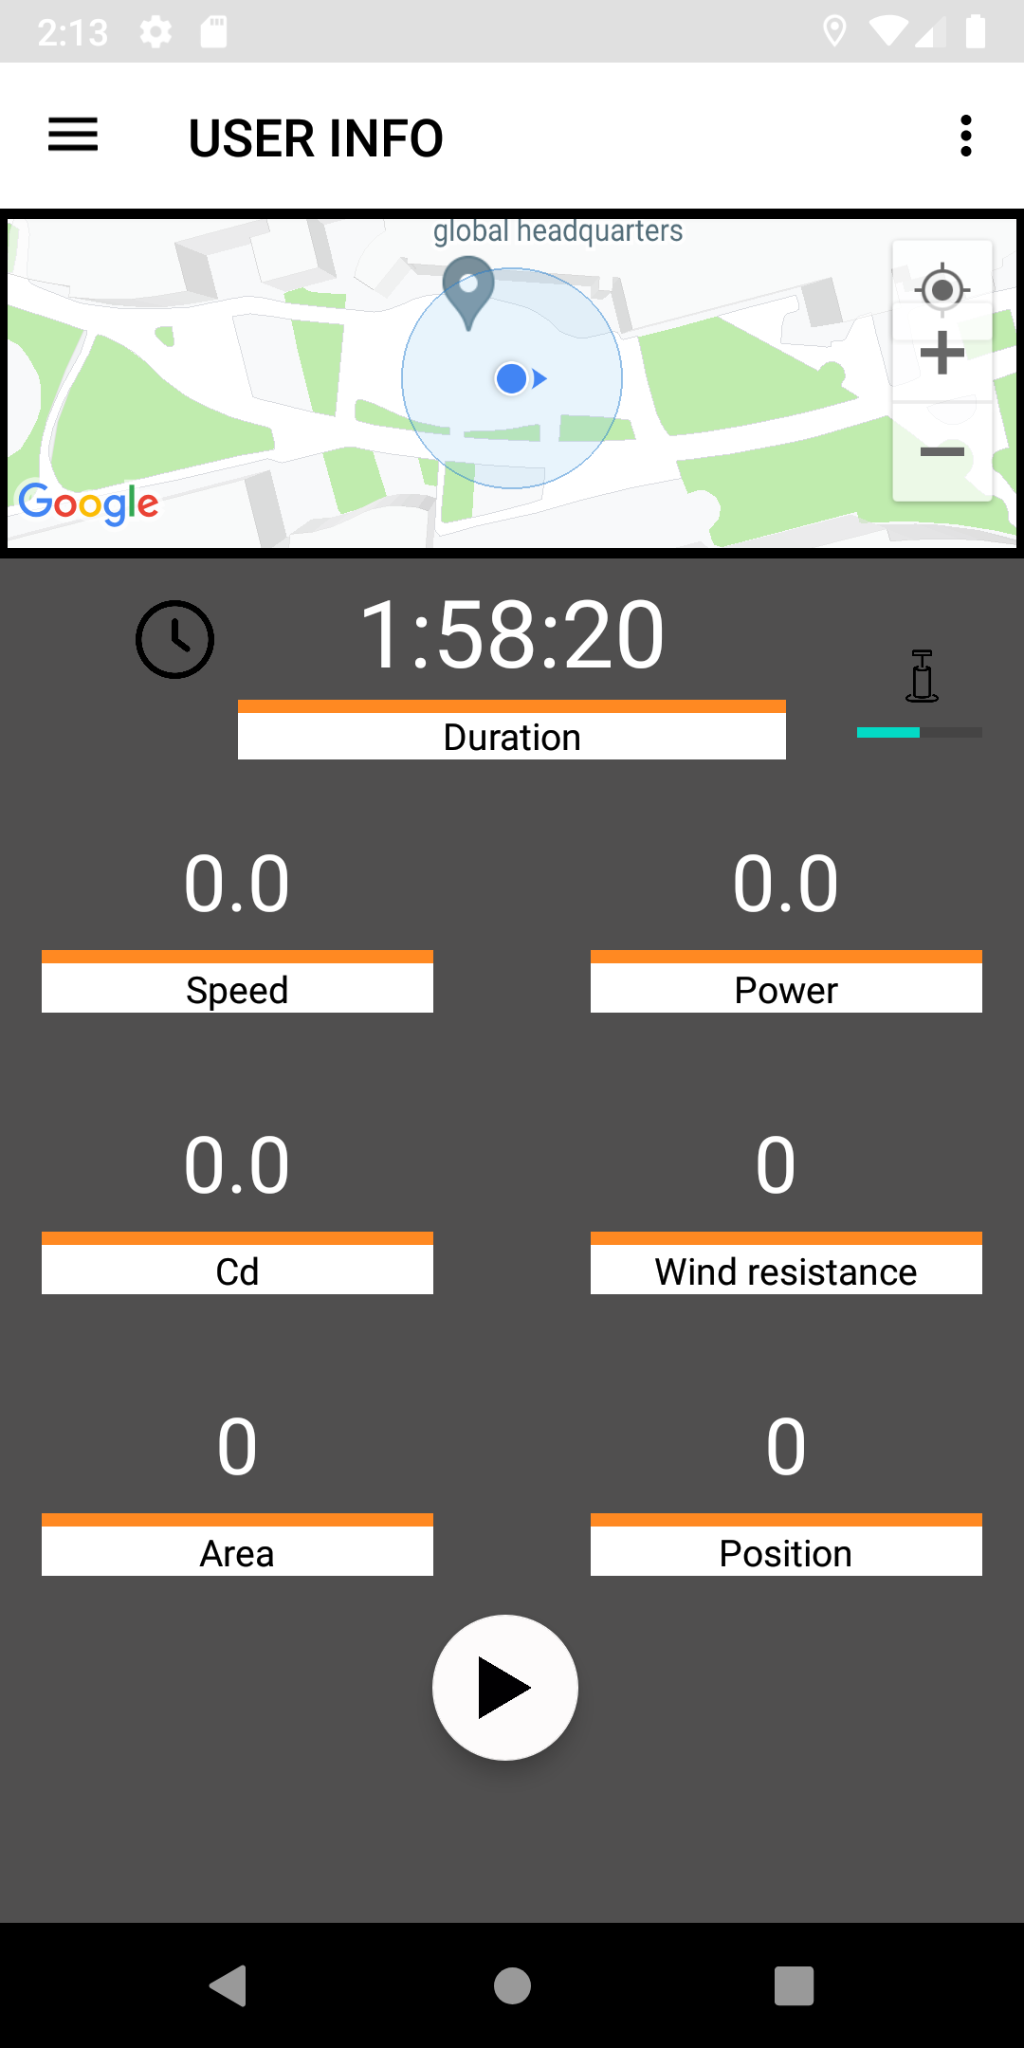 2:13
USER INFO
global headquarters
Google
1:58:20
Duration
0.0
0.0
Speed
Power
0.0
0
Cd
Wind resistance
0
0
Area
Position